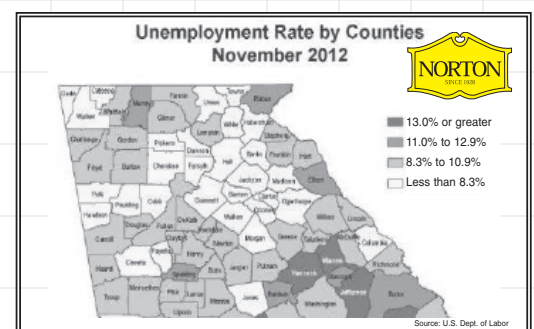 Unemployment Rate by Counties
November 2012
NORTON
SINCE 1928
13.0% or greater
11.0% to 12.9%
8.3% to 10.9%
Less than 8.3%
Walker
Murray
Fannin
Gilmer
Union
Towns
Rabun
White
Habersham
Lumpkin
Stephens
Gordon
Pickens
Dawson
Hall
Banks
Franklin
Hart
Floyd
Bartow
Cherokee
Forsyth
Jackson
Madison
Elbert
Polk
Paulding
Cobb
Gwinnett
Barrow
Clarke
Oglethorpe
Haralson
Douglas
Fulton
DeKalb
Walton
Oconee
Wilkes
Lincoln
Carroll
Clayton
Rockdale
Newton
Morgan
Greene
Columbia
Fayette
Henry
Warren
Richmond
Heard
Coweta
Spalding
Butts
Jasper
Putnam
Hancock
Jefferson
Burke
Troup
Meriwether
Pike
Lamar
Monroe
Jones
Baldwin
Washington
Upson
Source: U.S. Dept. of Labor